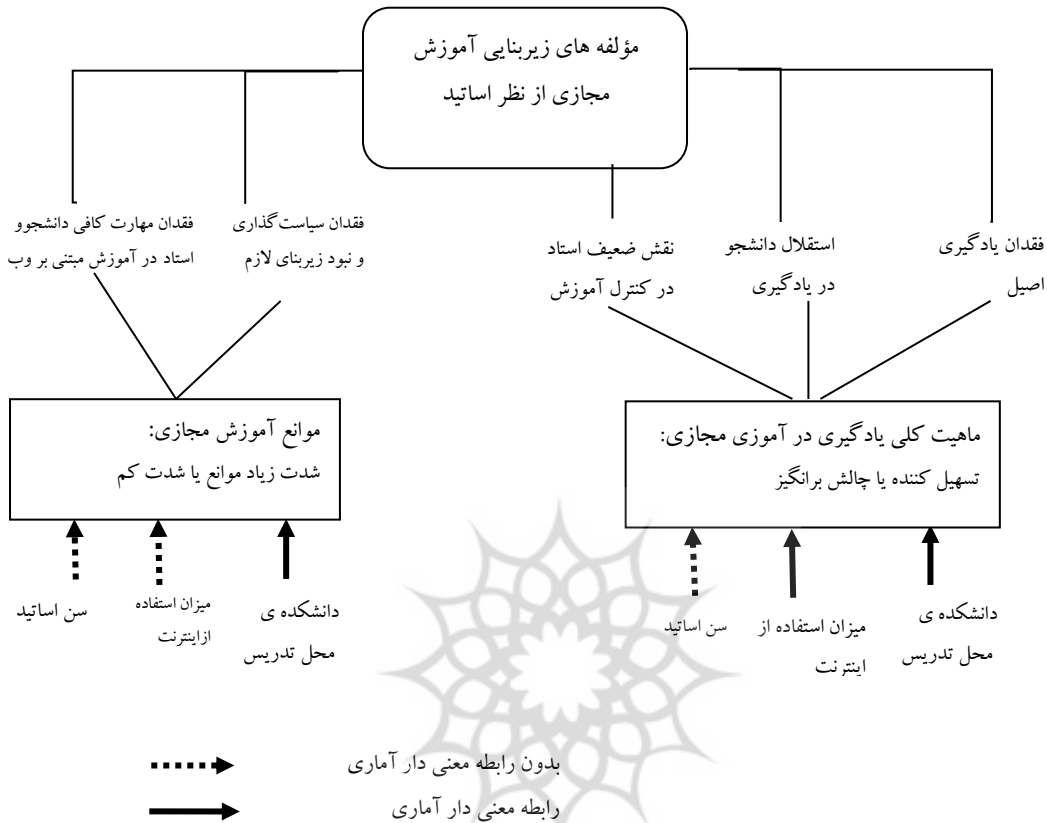 مؤلفه های زیربنایی آموزش
مجازی از نظر اساتید
فقدان یادگیری
اصیل
استقلال دانشجو
در یادگیری
نقش ضعیف استاد
در کنترل آموزش
فقدان سیاست‌گذاری
و نبود زیربنای لازم
فقدان مهارت کافی دانشجوو
استاد در آموزش مبتنی بر وب
ماهیت کلی یادگیری در آموزی مجازی:
تسهیل کننده یا چالش برانگیز
موانع آموزش مجازی:
شدت زیاد موانع یا شدت کم
دانشکده ی
محل تدریس
میزان استفاده از
اینترنت
سن اساتید
دانشکده ی
محل تدریس
میزان استفاده
ازاینترنت
سن اساتید
بدون رابطه معنی دار آماری
رابطه معنی دار آماری